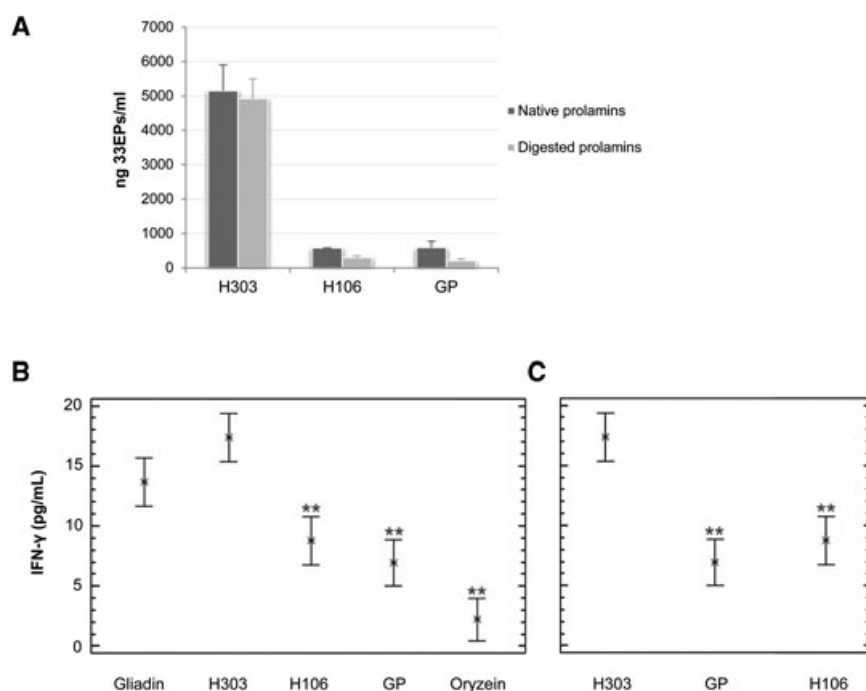 A
7000
6000
5000
4000
3000
2000
1000
0
ng 33EPs/ml
H303 H106 GP
Native prolamins
Digested prolamins
B
20
15
10
5
0
IFN-γ (pg/mL)
**
**
**
Gliadin H303 H106 GP Oryzein
C
**
**
H303 GP H106